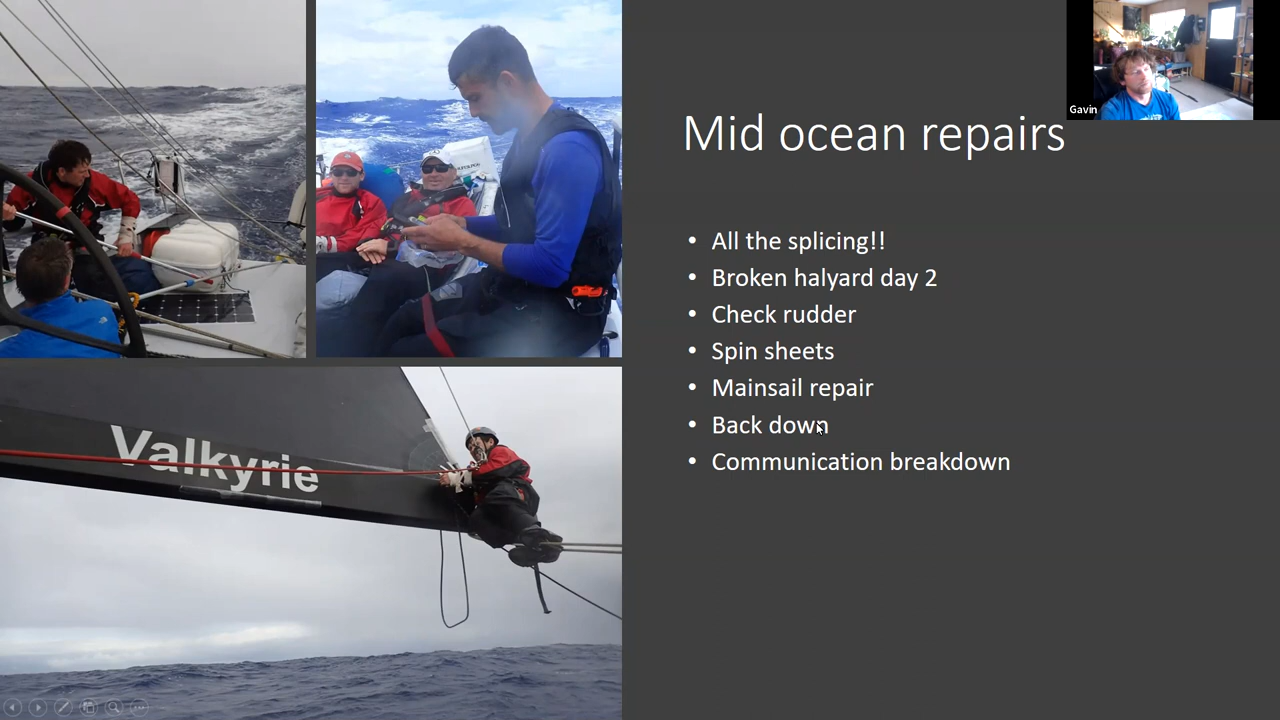 Mid ocean repairs
Gavin
• All the splicing!!
• Broken halyard day 2
• Check rudder
• Spin sheets
• Mainsail repair
• Back down
• Communication breakdown
Valkyrie